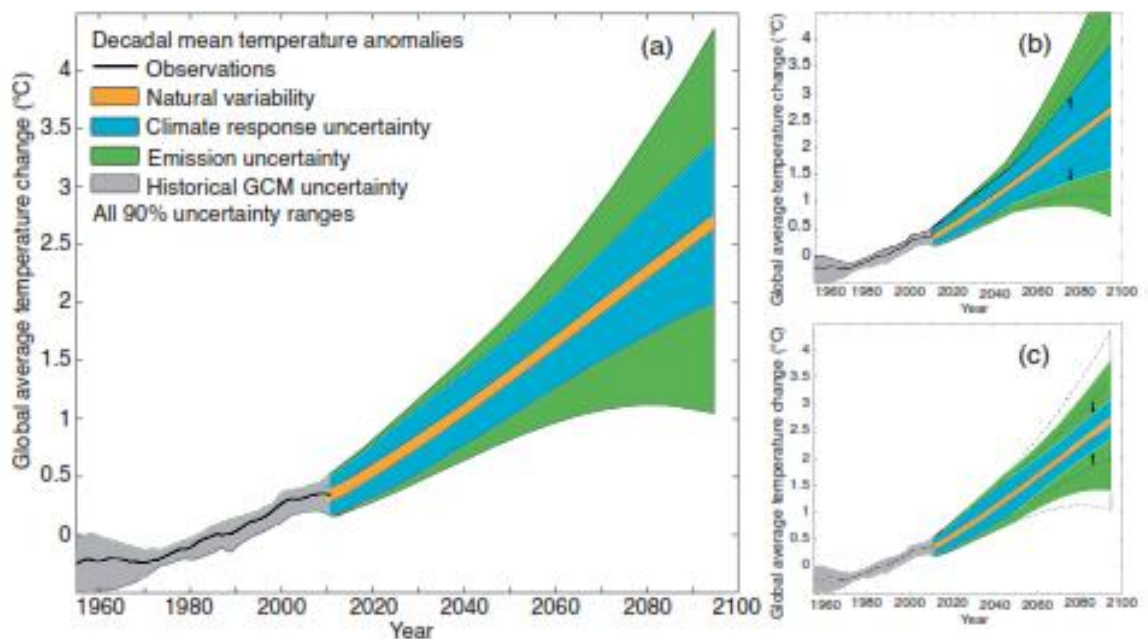 Decadal mean temperature anomalies
Observations
Natural variability
Climate response uncertainty
Emission uncertainty
Historical GCM uncertainty
All 90% uncertainty ranges
(a)
Global average temperature change (°C)
4
3.5
3
2.5
2
1.5
1
0.5
0
1960 1980 2000 2020 2040 2060 2080 2100
Year
(b)
Global average temperature change (°C)
4
3.5
3
2.5
2
1.5
1
0.5
0
1960 1980 2000 2020 2040 2060 2080 2100
Year
(c)
Global average temperature change (°C)
4
3.5
3
2.5
2
1.5
1
0.5
0
1960 1980 2000 2020 2040 2060 2080 2100
Year